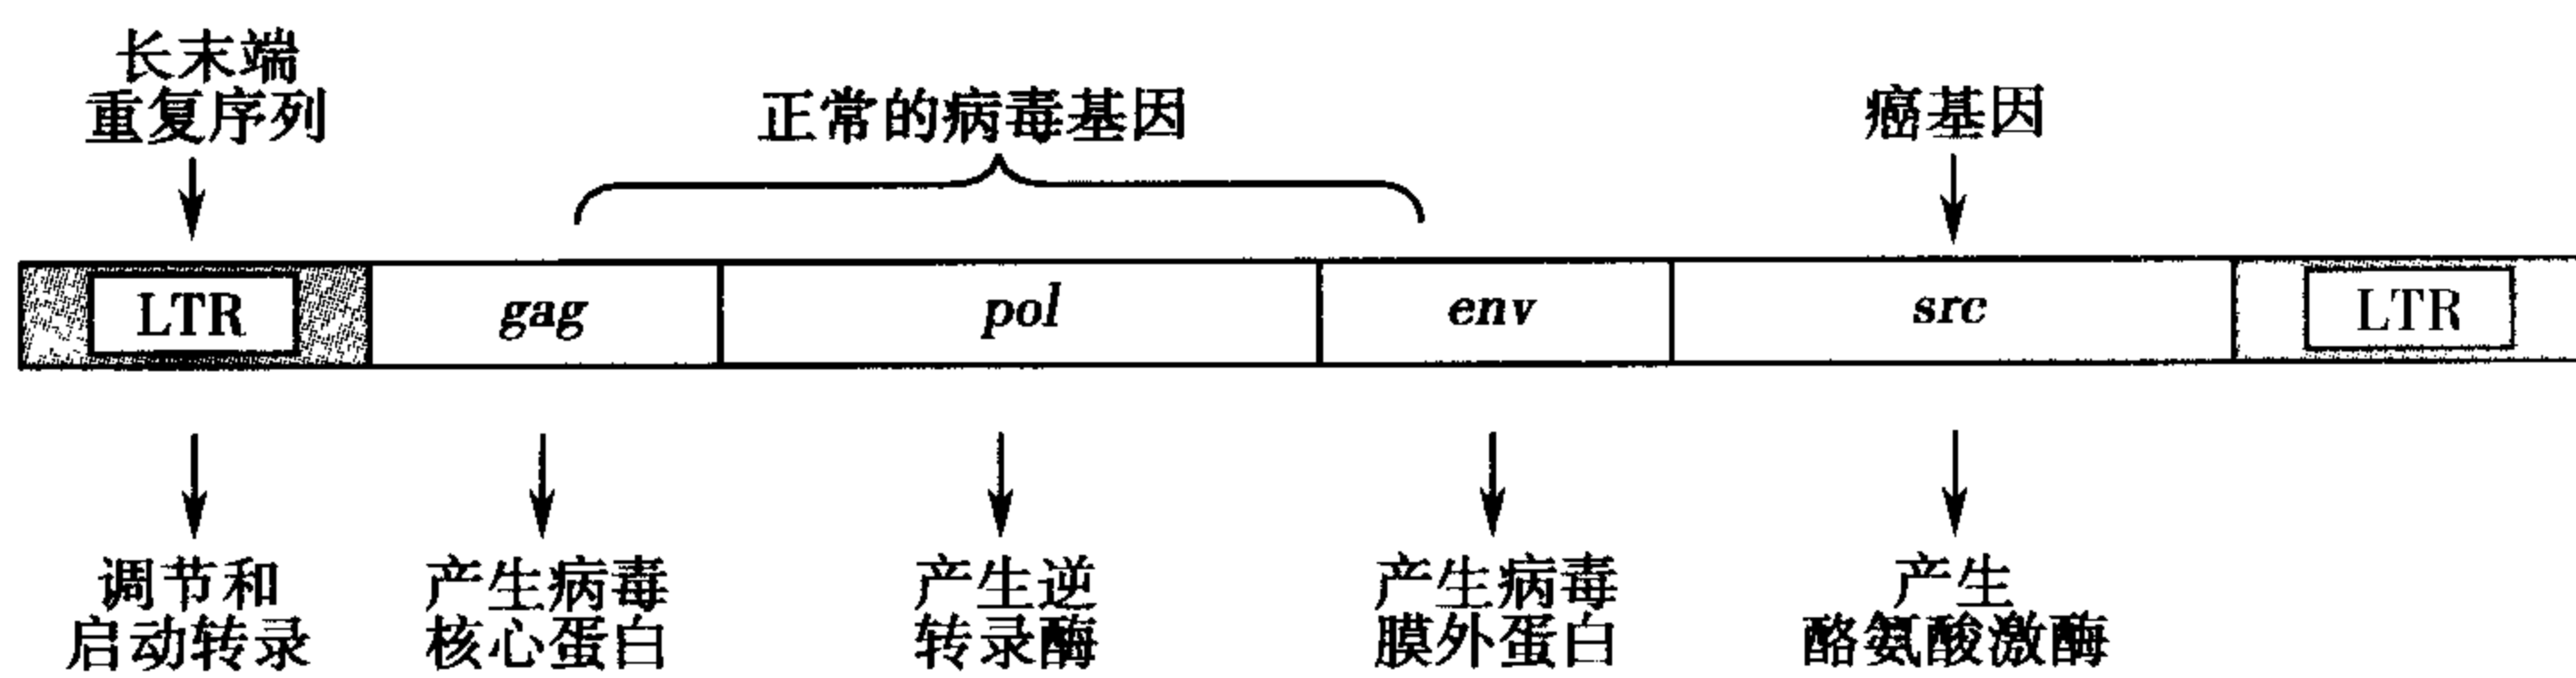 长末端
重复序列
正常的病毒基因
癌基因
LTR
gag
pol
env
src
LTR
调节和
启动转录
产生病毒
核心蛋白
产生逆
转录酶
产生病毒
膜外蛋白
产生
酪氨酸激酶